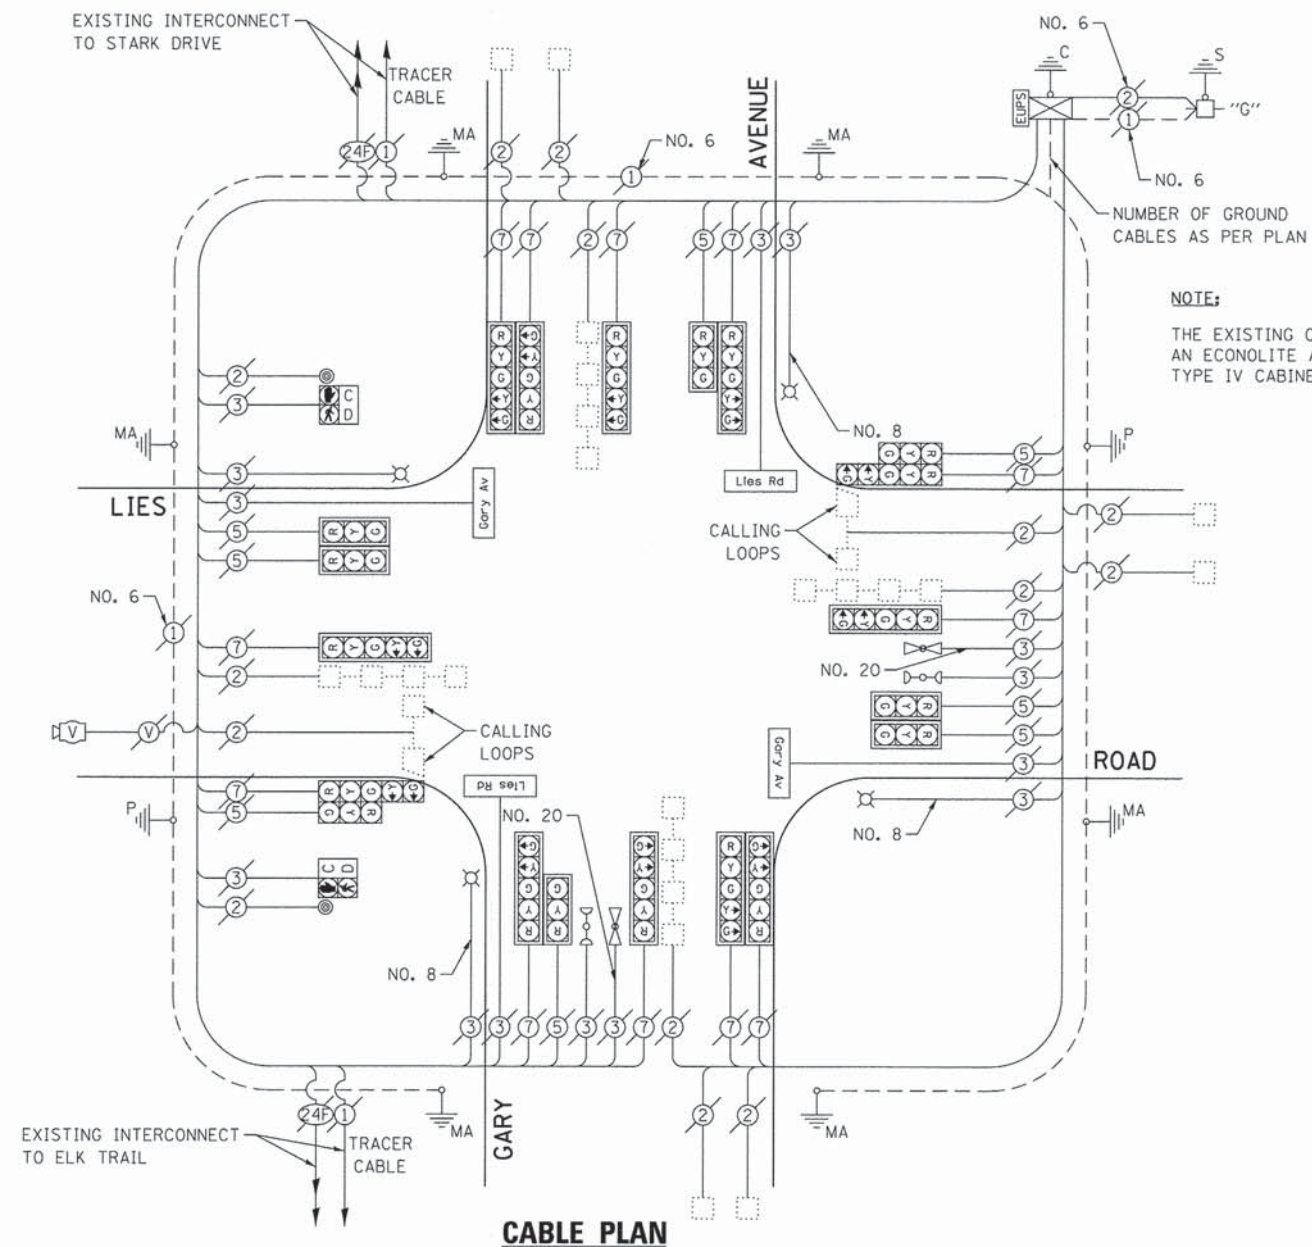 EXISTING INTERCONNECT
TO STARK DRIVE
TRACER
CABLE
24F 1
MA
2 2
NO. 6
1
AVENUE
MA
NO. 6
C
S
EUPS
2
1
"G"
NO. 6
NUMBER OF GROUND
CABLES AS PER PLAN
NOTE:
THE EXISTING
AN ECONOLITE
TYPE IV
7 7 2 7 5 7 3 3
R Y G Y G
G Y G Y R
R Y G Y G
R Y G
R Y G Y G
NO. 8
2
3
C
D
MA
3
LIES
3
Gary Av
5
R Y G
5
R Y G
NO. 6
1
7
R Y G Y G
2
V V 2
CALLING
LOOPS
7
R Y G Y G
5
G Y R
P
3
C D
2
Lies Rd
G Y R
5
G Y G Y R
7
P
CALLING
LOOPS
2
2
2
2
G Y G Y R
7
NO. 20
3
3
G Y R
5
G Y R
5
Gary Av
3
ROAD
NO. 8
3
MA
Lies Rd
NO. 20
NO. 8
G Y G Y R
G Y R
G Y G Y R
R Y G Y G
G Y G Y R
3 3 7 5 3 3 7 2 7 7
24F 1
MA
GARY
2 2
MA
EXISTING INTERCONNECT
TO ELK TRAIL
TRACER
CABLE
CABLE PLAN